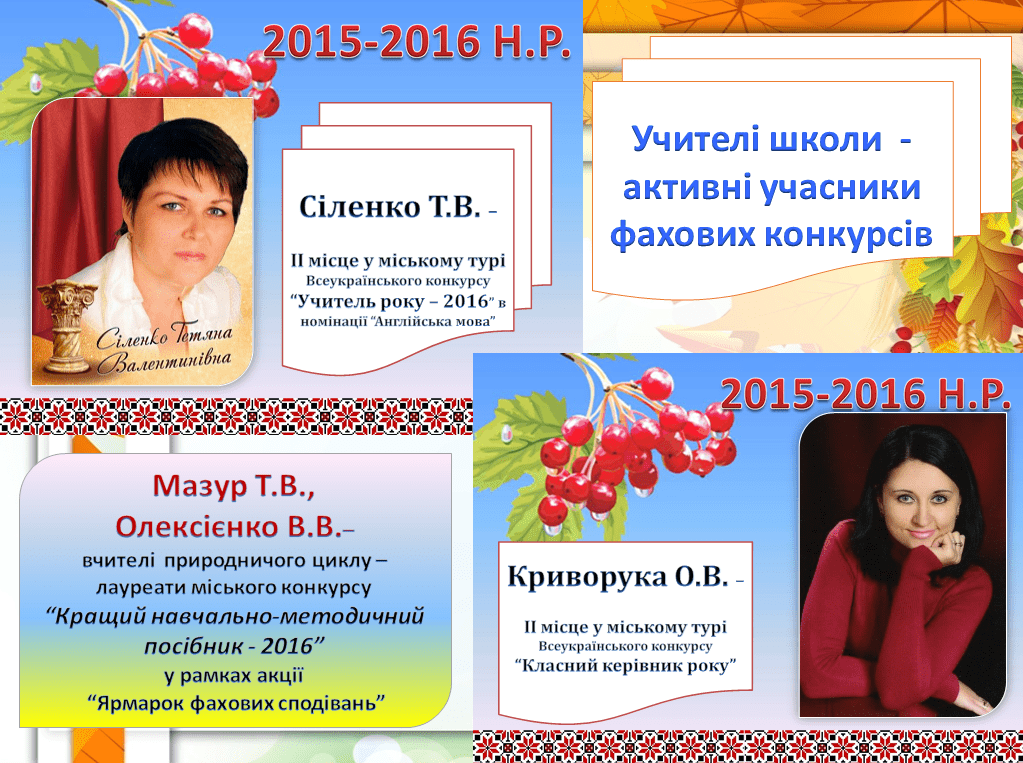 2015-2016 Н.Р.
Сіленко Т.В. –
ІІ місце у міському турі
Всеукраїнського конкурсу
“Учитель року – 2016” в
номінації “Англійська мова”
Сіленко Тетяна
Валентинівна
Учителі школи -
активні учасники
фахових конкурсів
Мазур Т.В.,
Олексієнко В.В.–
вчителі природничого циклу –
лауреати міського конкурсу
“Кращий навчально-методичний
посібник - 2016”
у рамках акції
“Ярмарок фахових сподівань”
2015-2016 Н.Р.
Криворука О.В. –
ІІ місце у міському турі
Всеукраїнського конкурсу
“Класний керівник року”